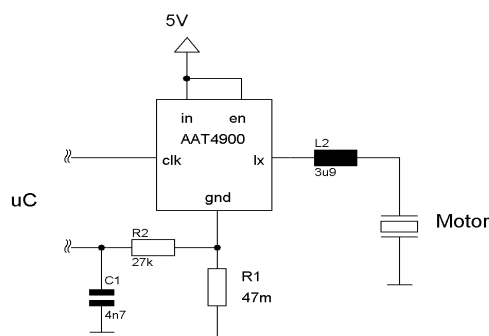 5V
in en
AAT4900
clk lx
gnd
L2
3u9
uC
Motor
R2
27k
C1
4n7
R1
47m